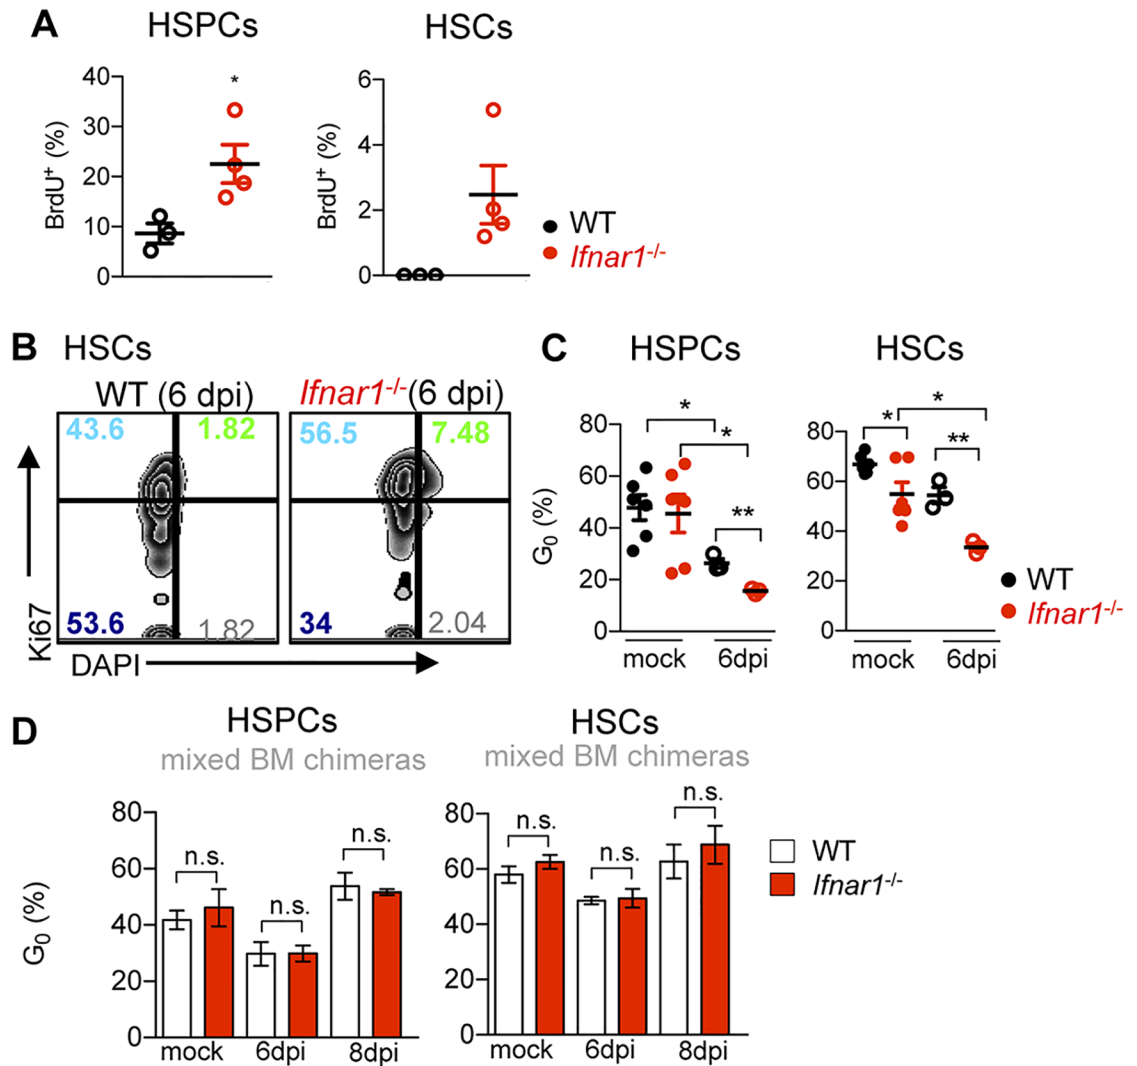 A
HSPCs
HSCs
BrdU+ (%)
40
30
20
10
0
*
BrdU+ (%)
6
4
2
0
WT
Ifnar1-/-
B
HSCs
WT (6 dpi)
Ifnar1-/- (6 dpi)
43.6
1.82
56.5
7.48
53.6
1.82
34
2.04
Ki67
DAPI
C
HSPCs
HSCs
G0 (%)
80
60
40
20
0
*
*
**
mock
6dpi
80
60
40
20
0
*
*
**
mock
6dpi
WT
Ifnar1-/-
D
HSPCs
mixed BM chimeras
HSCs
mixed BM chimeras
G0 (%)
80
60
40
20
0
n.s.
n.s.
n.s.
mock
6dpi
8dpi
80
60
40
20
0
n.s.
n.s.
n.s.
mock
6dpi
8dpi
WT
Ifnar1-/-